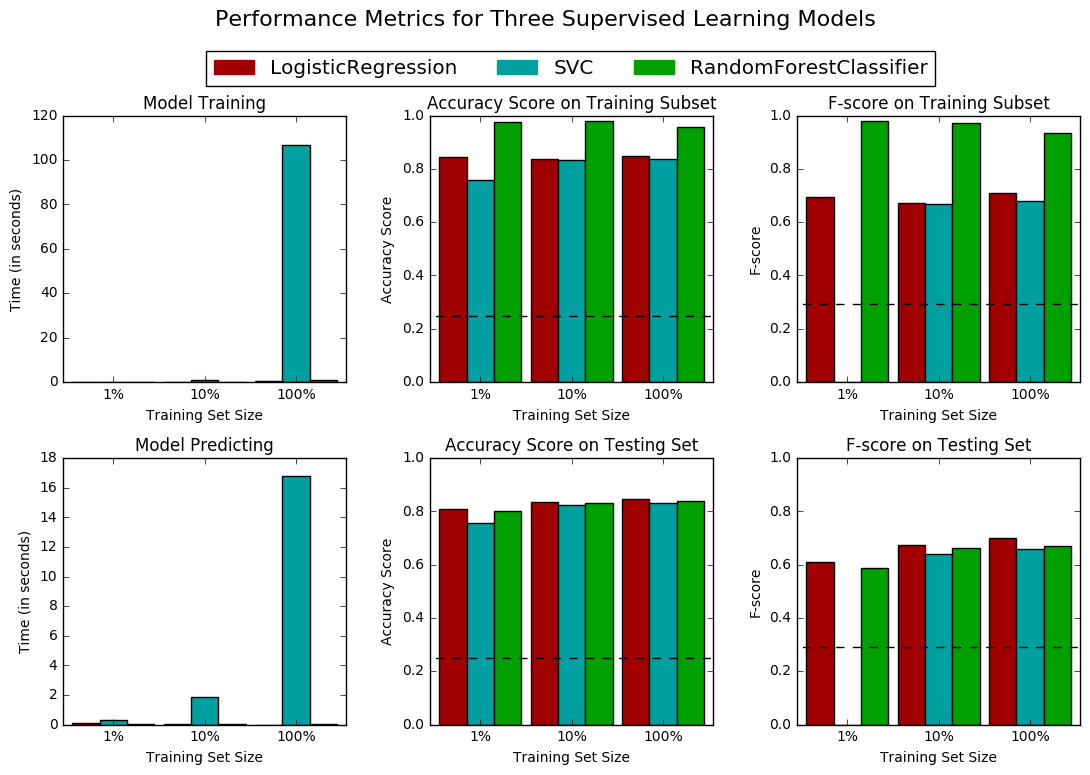 Performance Metrics for Three Supervised Learning Models
LogisticRegression SVC RandomForestClassifier
Model Training
120
100
80
60
40
20
0
Time (in seconds)
1% 10% 100%
Training Set Size
Accuracy Score on Training Subset
1.0
0.8
0.6
0.4
0.2
0.0
Accuracy Score
1% 10% 100%
Training Set Size
F-score on Training Subset
1.0
0.8
0.6
0.4
0.2
0.0
F-score
1% 10% 100%
Training Set Size
Model Predicting
18
16
14
12
10
8
6
4
2
0
Time (in seconds)
1% 10% 100%
Training Set Size
Accuracy Score on Testing Set
1.0
0.8
0.6
0.4
0.2
0.0
Accuracy Score
1% 10% 100%
Training Set Size
F-score on Testing Set
1.0
0.8
0.6
0.4
0.2
0.0
F-score
1% 10% 100%
Training Set Size